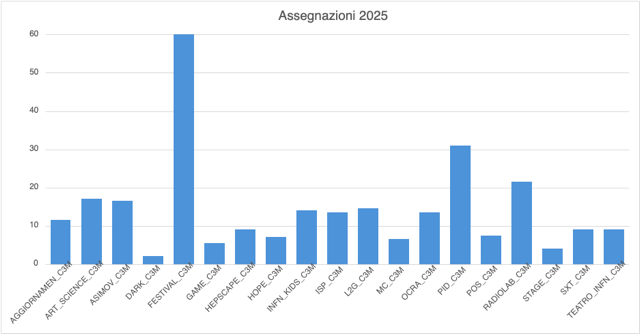 Assegnazioni 2025
60
50
40
30
20
10
0
AGGIORNAMEN_C3M
ART_SCIENCE_C3M
ASIMOV_C3M
DARK_C3M
FESTIVAL_C3M
GAME_C3M
HEPSCAPE_C3M
HOPE_C3M
INFN_KIDS_C3M
ISP_C3M
L2G_C3M
MC_C3M
OCRA_C3M
PID_C3M
POS_C3M
RADIOLAB_C3M
STAGE_C3M
SXT_C3M
TEATRO_INFN_C3M